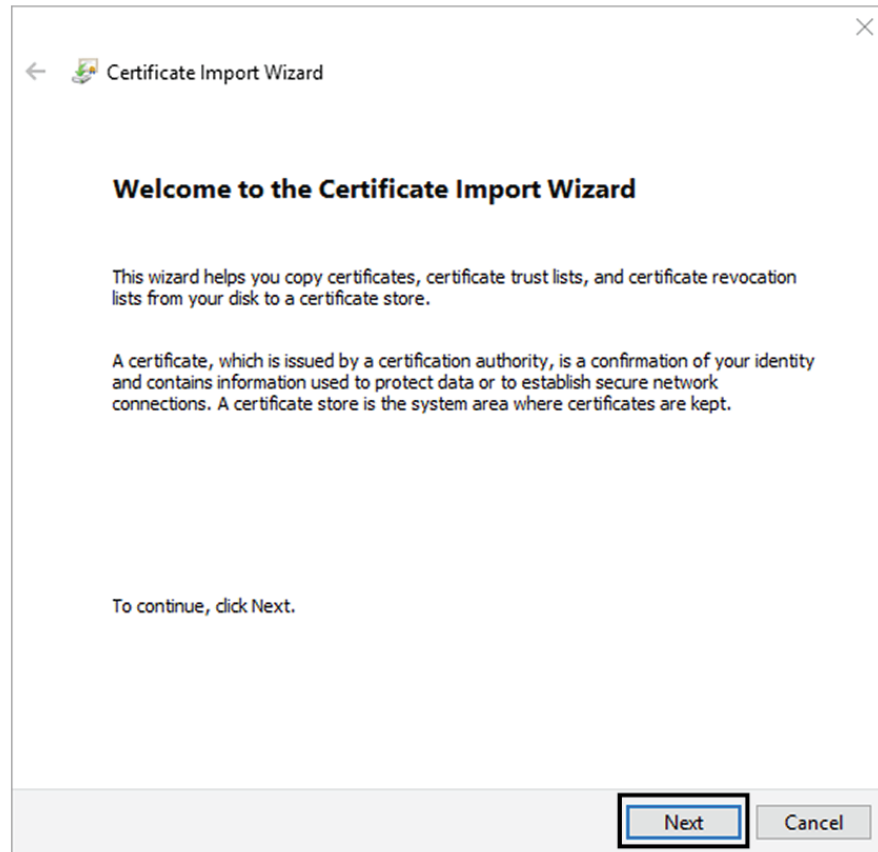 Certificate Import Wizard
Welcome to the Certificate Import Wizard
This wizard helps you copy certificates, certificate trust lists, and certificate revocation
lists from your disk to a certificate store.
A certificate, which is issued by a certification authority, is a confirmation of your identity
and contains information used to protect data or to establish secure network
connections. A certificate store is the system area where certificates are kept.
To continue, click Next.
Next Cancel